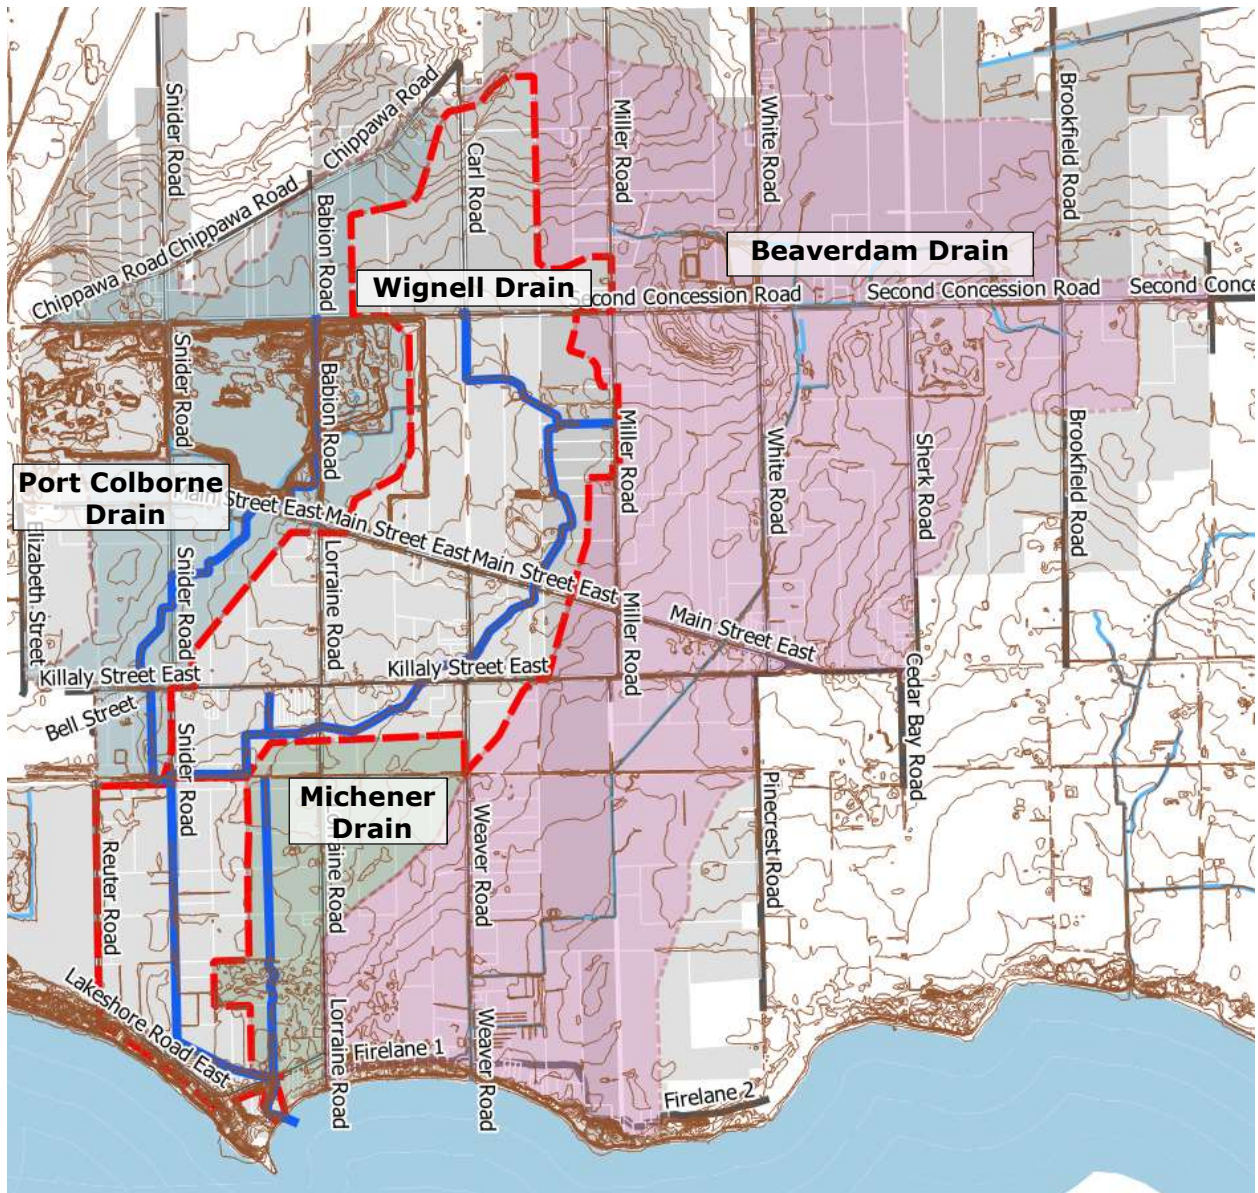 Snider Road
Chippawa Road
Miller Road
White Road
Brookfield Road
Carl Road
Chippawa Road
Babion Road
Chippawa Road
Beaverdam Drain
Wignell Drain
Second Concession Road
Second Concession Road
Second Conce
Snider Road
Babion Road
Miller Road
White Road
Sherk Road
Brookfield Road
Port Colborne
Drain
Main Street East
Main Street East
Main Street East
Elizabeth Street
Snider Road
Lorraine Road
Miller Road
Main Street East
Killaly Street East
Killaly Street East
Cedar Bay Road
Bell Street
Snider Road
Michener
Drain
Pinecrest Road
Weaver Road
Reuter Road
Lakeshore Road East
Lorraine Road
Firelane 1
Weaver Road
Firelane 2